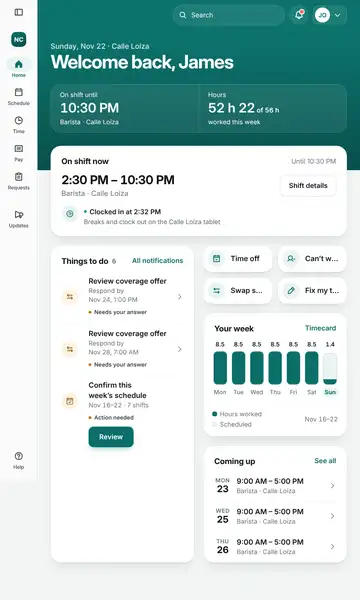 Search
JO
NC
Home
Schedule
Time
Pay
Requests
Updates
Help
Sunday, Nov 22 · Calle Loíza
Welcome back, James
On shift until
10:30 PM
Barista · Calle Loíza
Hours
52 h 22 of 56 h
worked this week
On shift now
Until 10:30 PM
2:30 PM – 10:30 PM
Barista · Calle Loíza
Shift details
Clocked in at 2:32 PM
Breaks and clock out on the Calle Loíza tablet
Things to do 6
All notifications
Review coverage offer
Respond by
Nov 24, 1:00 PM
Needs your answer
Review coverage offer
Respond by
Nov 28, 7:00 AM
Needs your answer
Confirm this
week's schedule
Nov 16–22 · 7 shifts
Action needed
Review
Time off
Can't w...
Swap s...
Fix my t...
Your week
Timecard
8.5 8.5 8.5 8.5 8.5 8.5 1.4
Mon Tue Wed Thu Fri Sat Sun
Hours worked
Scheduled
Nov 16–22
Coming up
See all
MON
23
9:00 AM – 5:00 PM
Barista · Calle Loíza
WED
25
9:00 AM – 5:00 PM
Barista · Calle Loíza
THU
26
9:00 AM – 5:00 PM
Barista · Calle Loíza